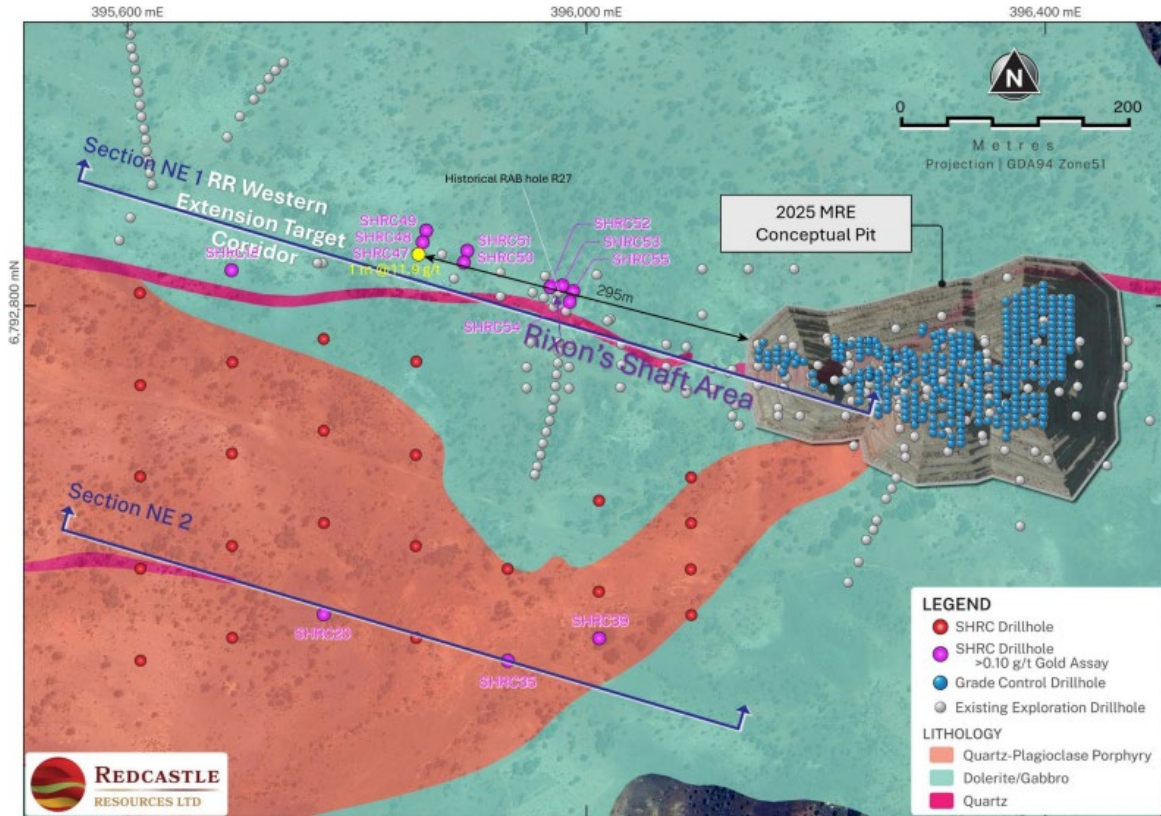 395,600 mE
396,000 mE
396,400 mE
N
0
200
Metres
Projection | GDA94 Zone51
6,792,800 mN
Section NE 1
RR Western
Extension Target
Corridor
Historical RAB hole R27
2025 MRE
Conceptual Pit
SHRC49
SHRC48
SHRC47
1 m @11.9 g/t
SHRC51
SHRC50
SHRC52
SHRC53
SHRC55
SHRC54
295m
Rixon's Shaft Area
Section NE 2
SHRC20
SHRC39
SHRC35
LEGEND
SHRC Drillhole
SHRC Drillhole
>0.10 g/t Gold Assay
Grade Control Drillhole
Existing Exploration Drillhole
LITHOLOGY
Quartz-Plagioclase Porphyry
Dolerite/Gabbro
Quartz
REDCASTLE
RESOURCES LTD